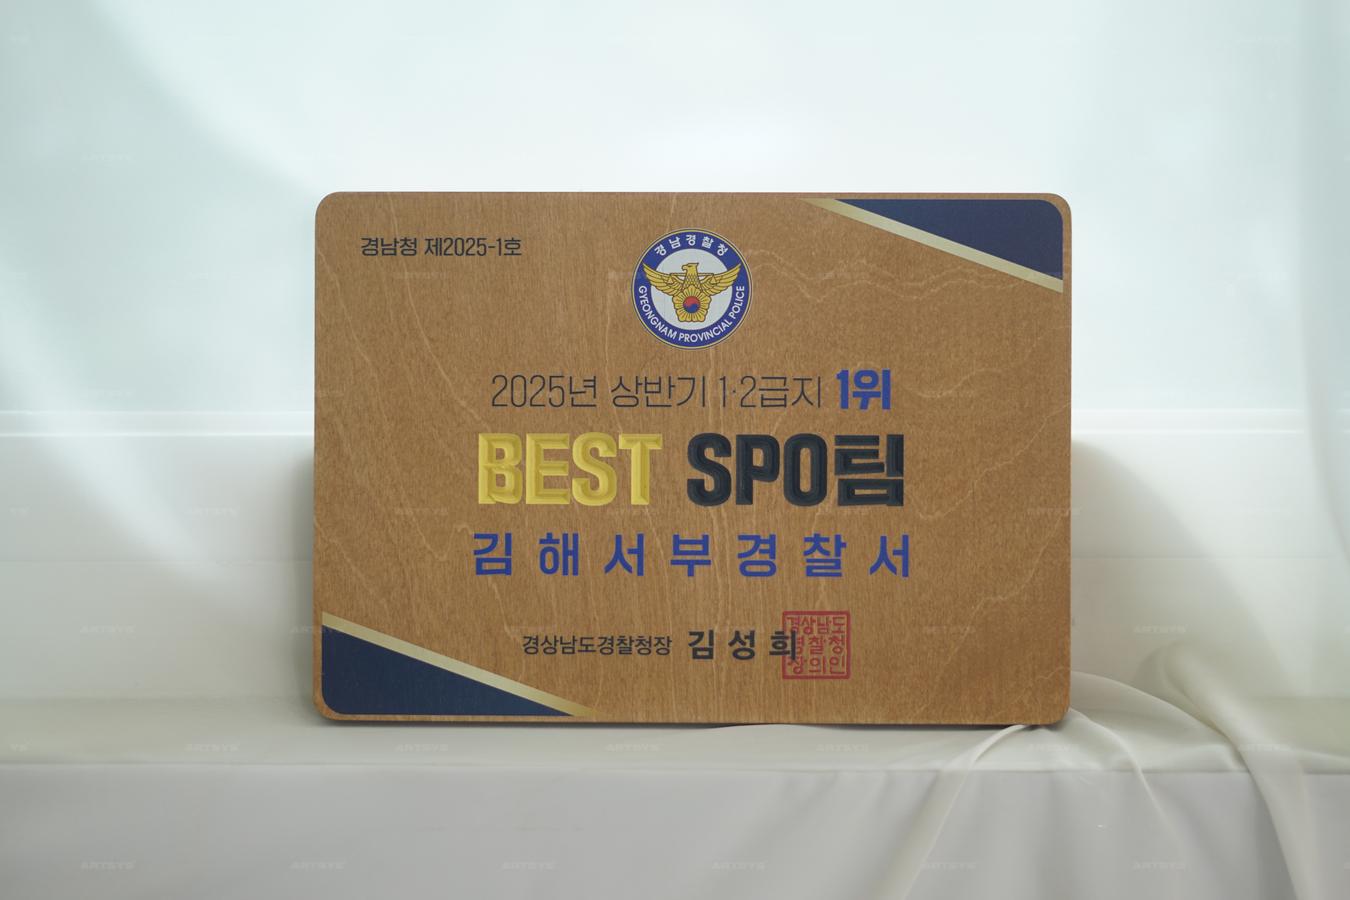 경남청 제2025-1호
경남경찰청
GYEONGNAM PROVINCIAL POLICE
2025년 상반기 1·2급지 1위
BEST SPO팀
김해서부경찰서
경상남도경찰청장 김성희
경상남도
경찰청
장의인
ARTSYS